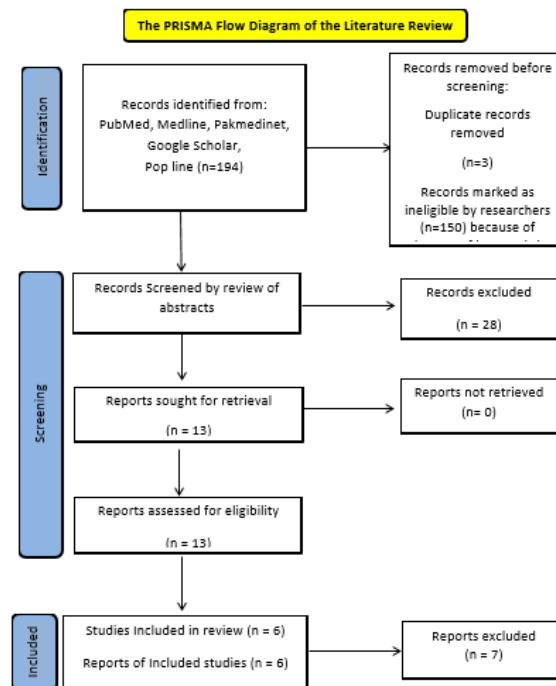 The PRISMA Flow Diagram of the Literature Review
Identification
Records identified from:
PubMed, Medline, Pakmedinet,
Google Scholar,
Pop line (n=194)
Records removed before
screening:
Duplicate records
removed
(n=3)
Records marked as
ineligible by researchers
(n=150) because of
Screening
Records Screened by review of
abstracts
Records excluded
(n = 28)
Reports sought for retrieval
(n = 13)
Reports not retrieved
(n= 0)
Reports assessed for eligibility
(n = 13)
Included
Studies Included in review (n = 6)
Reports of Included studies (n = 6)
Reports excluded
(n = 7)